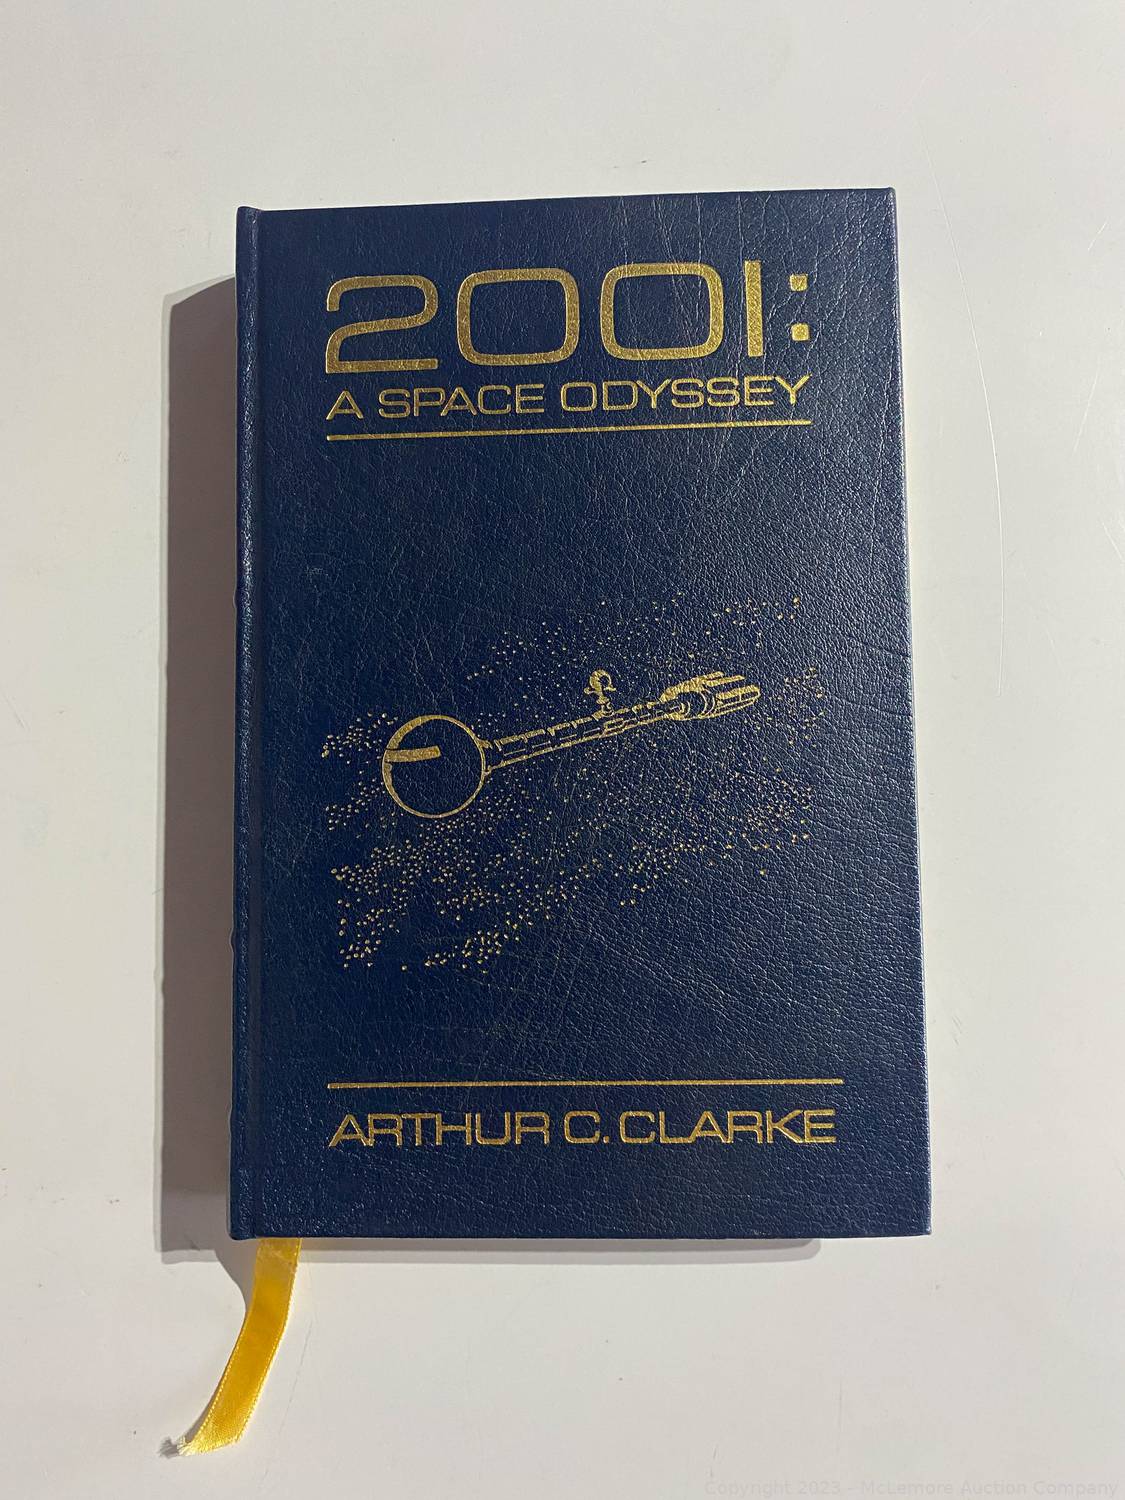 2001:
A SPACE ODYSSEY
ARTHUR C. CLARKE
Copyright 2023 - McLemore Auction Company